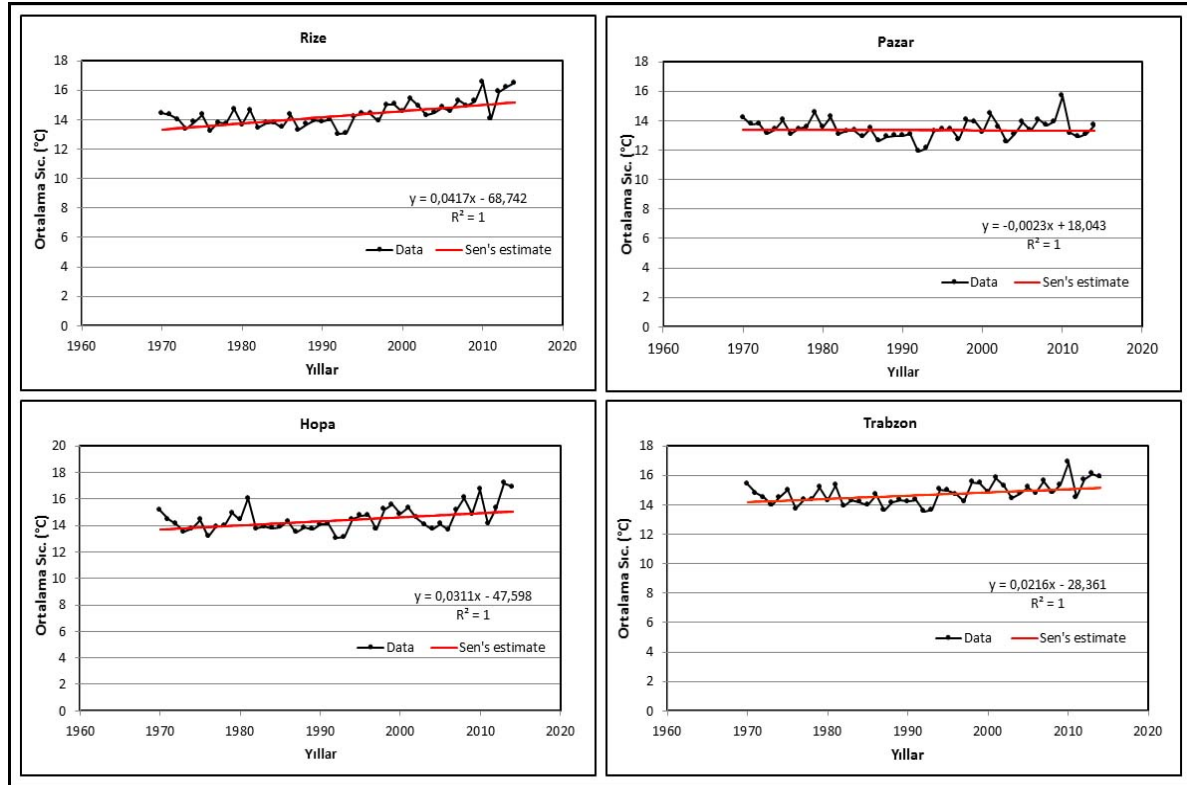 Rize
Ortalama Sıc. (°C)
18
16
14
12
10
8
6
4
2
0
y = 0,0417x - 68,742
R² = 1
Data
Sen's estimate
1960 1970 1980 1990 2000 2010 2020
Yıllar
Pazar
Ortalama Sıc. (°C)
18
16
14
12
10
8
6
4
2
0
y = -0,0023x + 18,043
R² = 1
Data
Sen's estimate
1960 1970 1980 1990 2000 2010 2020
Yıllar
Hopa
Ortalama Sıc. (°C)
20
18
16
14
12
10
8
6
4
2
0
y = 0,0311x - 47,598
R² = 1
Data
Sen's estimate
1960 1970 1980 1990 2000 2010 2020
Yıllar
Trabzon
Ortalama Sıc. (°C)
18
16
14
12
10
8
6
4
2
0
y = 0,0216x - 28,361
R² = 1
Data
Sen's estimate
1960 1970 1980 1990 2000 2010 2020
Yıllar